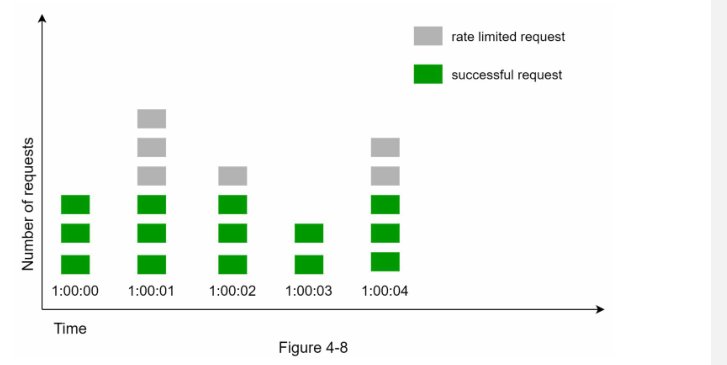 rate limited request
successful request
Number of requests
1:00:00 1:00:01 1:00:02 1:00:03 1:00:04
Time
Figure 4-8